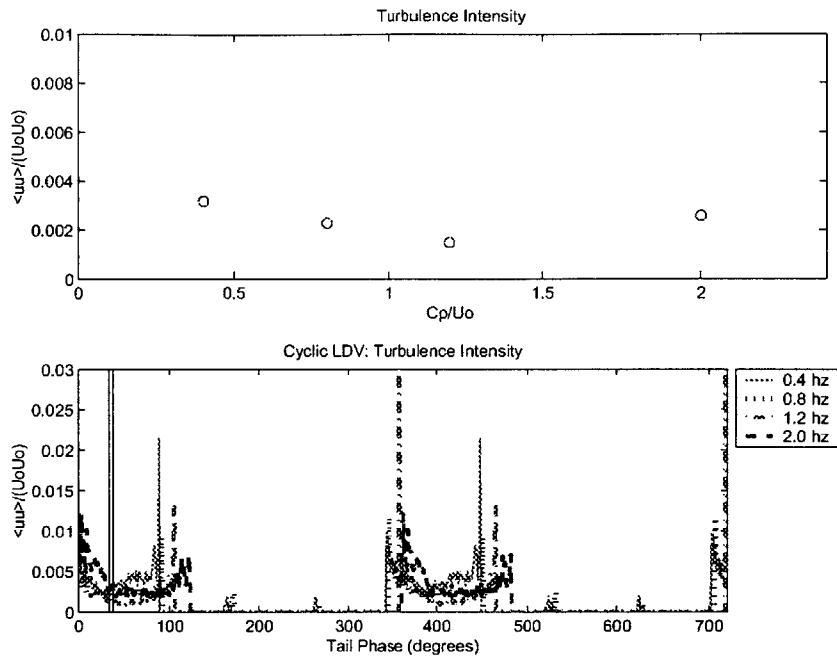 Turbulence Intensity
0.01
0.008
0.006
0.004
0.002
0
<uu>/(UoUo)
0
0.5
1
1.5
2
Cp/Uo
Cyclic LDV: Turbulence Intensity
0.03
0.025
0.02
0.015
0.01
0.005
0
<uu>/(UoUo)
0
100
200
300
400
500
600
700
Tail Phase (degrees)
0.4 hz
0.8 hz
1.2 hz
2.0 hz